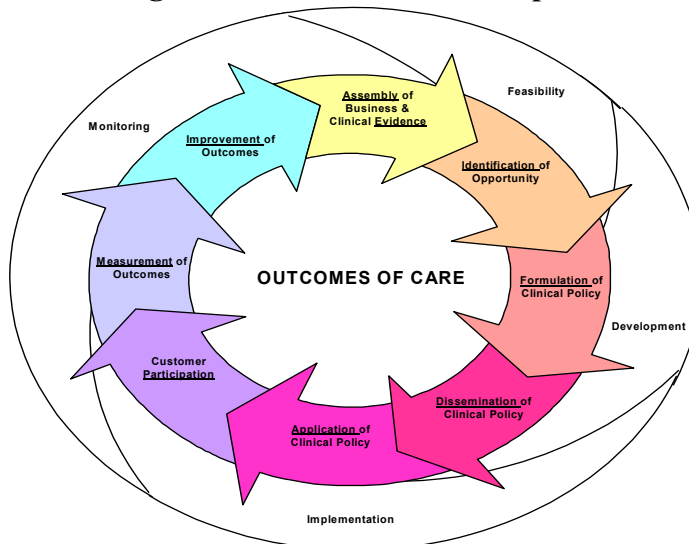 Assembly of
Business &
Clinical Evidence
Feasibility
Identification of
Opportunity
Formulation of
Clinical Policy
Development
Dissemination of
Clinical Policy
Application of
Clinical Policy
Implementation
Customer
Participation
Measurement of
Outcomes
Monitoring
Improvement of
Outcomes
OUTCOMES OF CARE